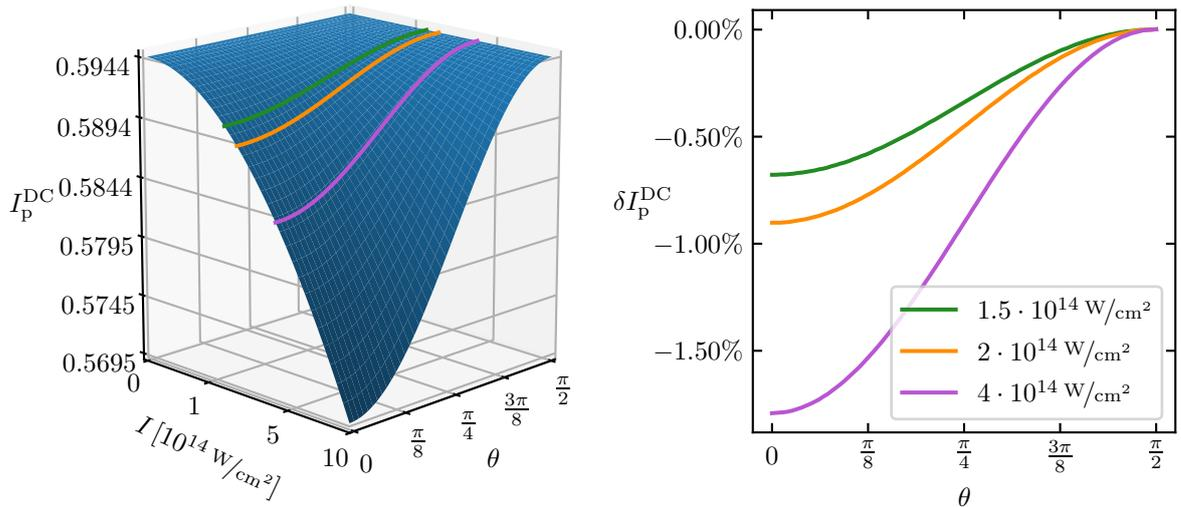 0.5944
0.5894
0.5844
0.5795
0.5745
0.5695
I_p^DC
0
1
5
10
I [10^14 W/cm²]
0
π/8
π/4
3π/8
π/2
θ
0.00%
−0.50%
−1.00%
−1.50%
δI_p^DC
0
π/8
π/4
3π/8
π/2
θ
1.5 · 10^14 W/cm²
2 · 10^14 W/cm²
4 · 10^14 W/cm²